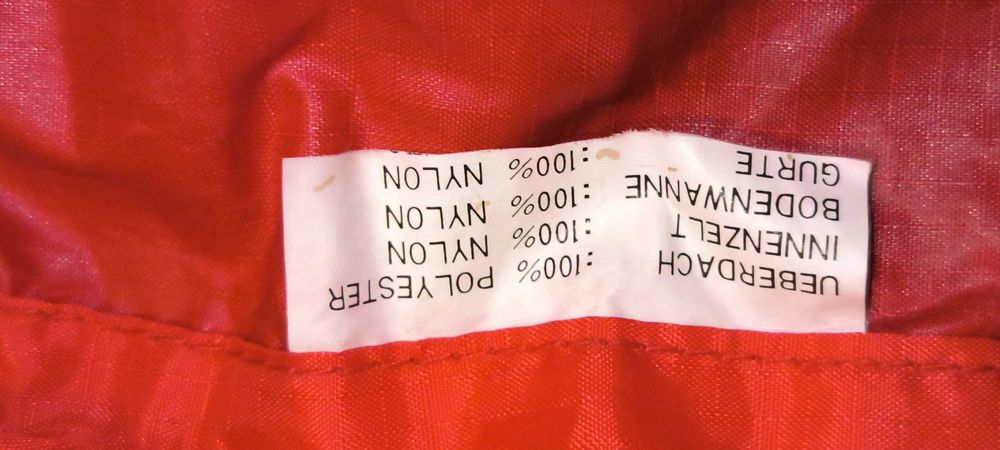 UEBERDACH :100% POLYESTER
INNENZELT :100% NYLON
BODENWANNE :100% NYLON
GURTE :100% NYLON